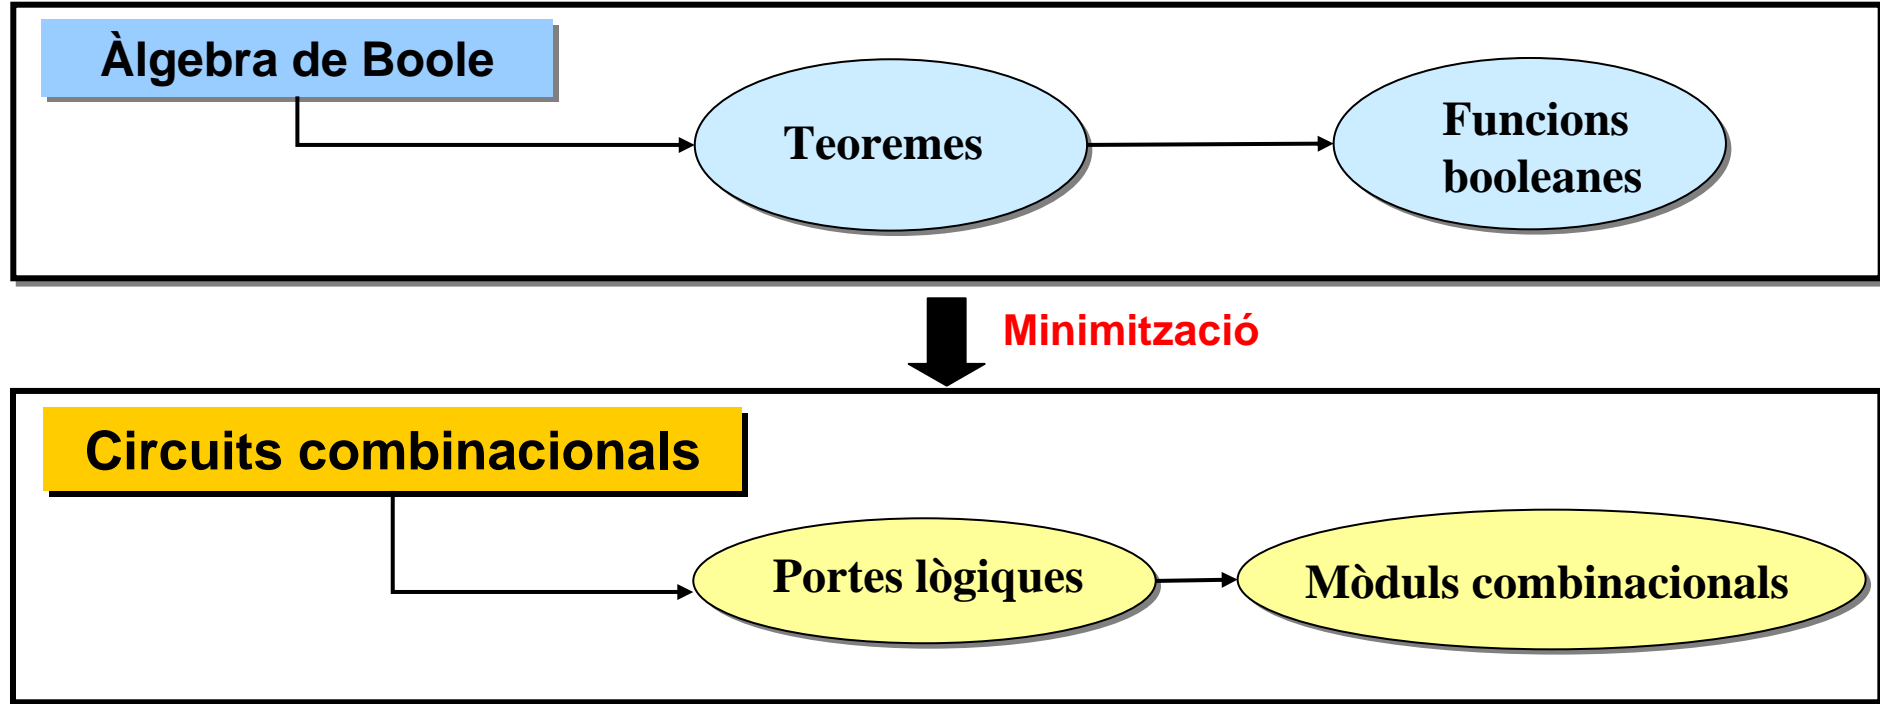 Àlgebra de Boole
Teoremes
Funcions
booleanes
Minimització
Circuits combinacionals
Portes lògiques
Mòduls combinacionals